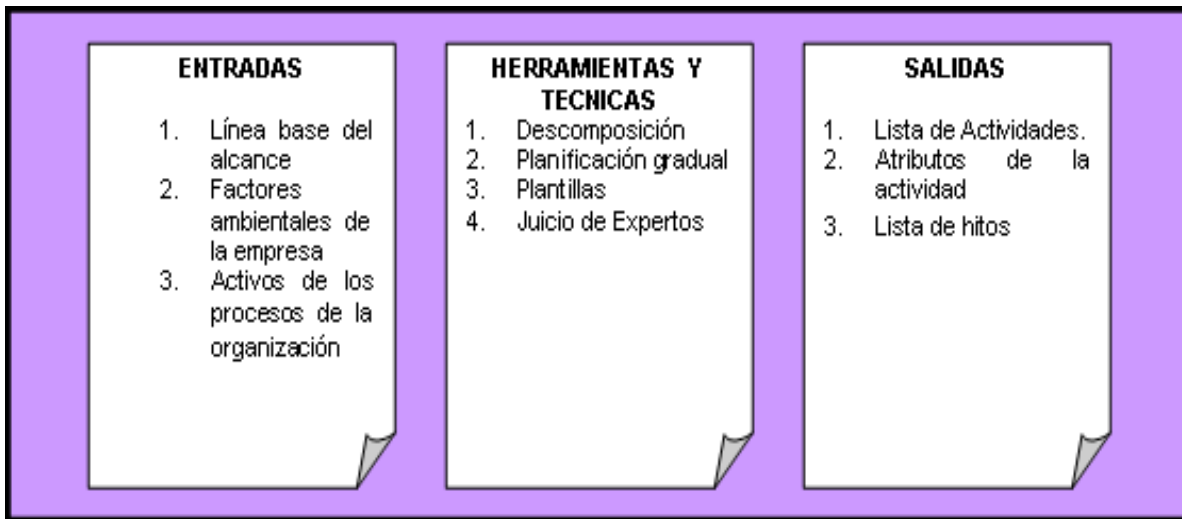 ENTRADAS
1. Línea base del
alcance
2. Factores
ambientales de
la empresa
3. Activos de los
procesos de la
organización
HERRAMIENTAS Y
TECNICAS
1. Descomposición
2. Planificación gradual
3. Plantillas
4. Juicio de Expertos
SALIDAS
1. Lista de Actividades.
2. Atributos de la
actividad
3. Lista de hitos